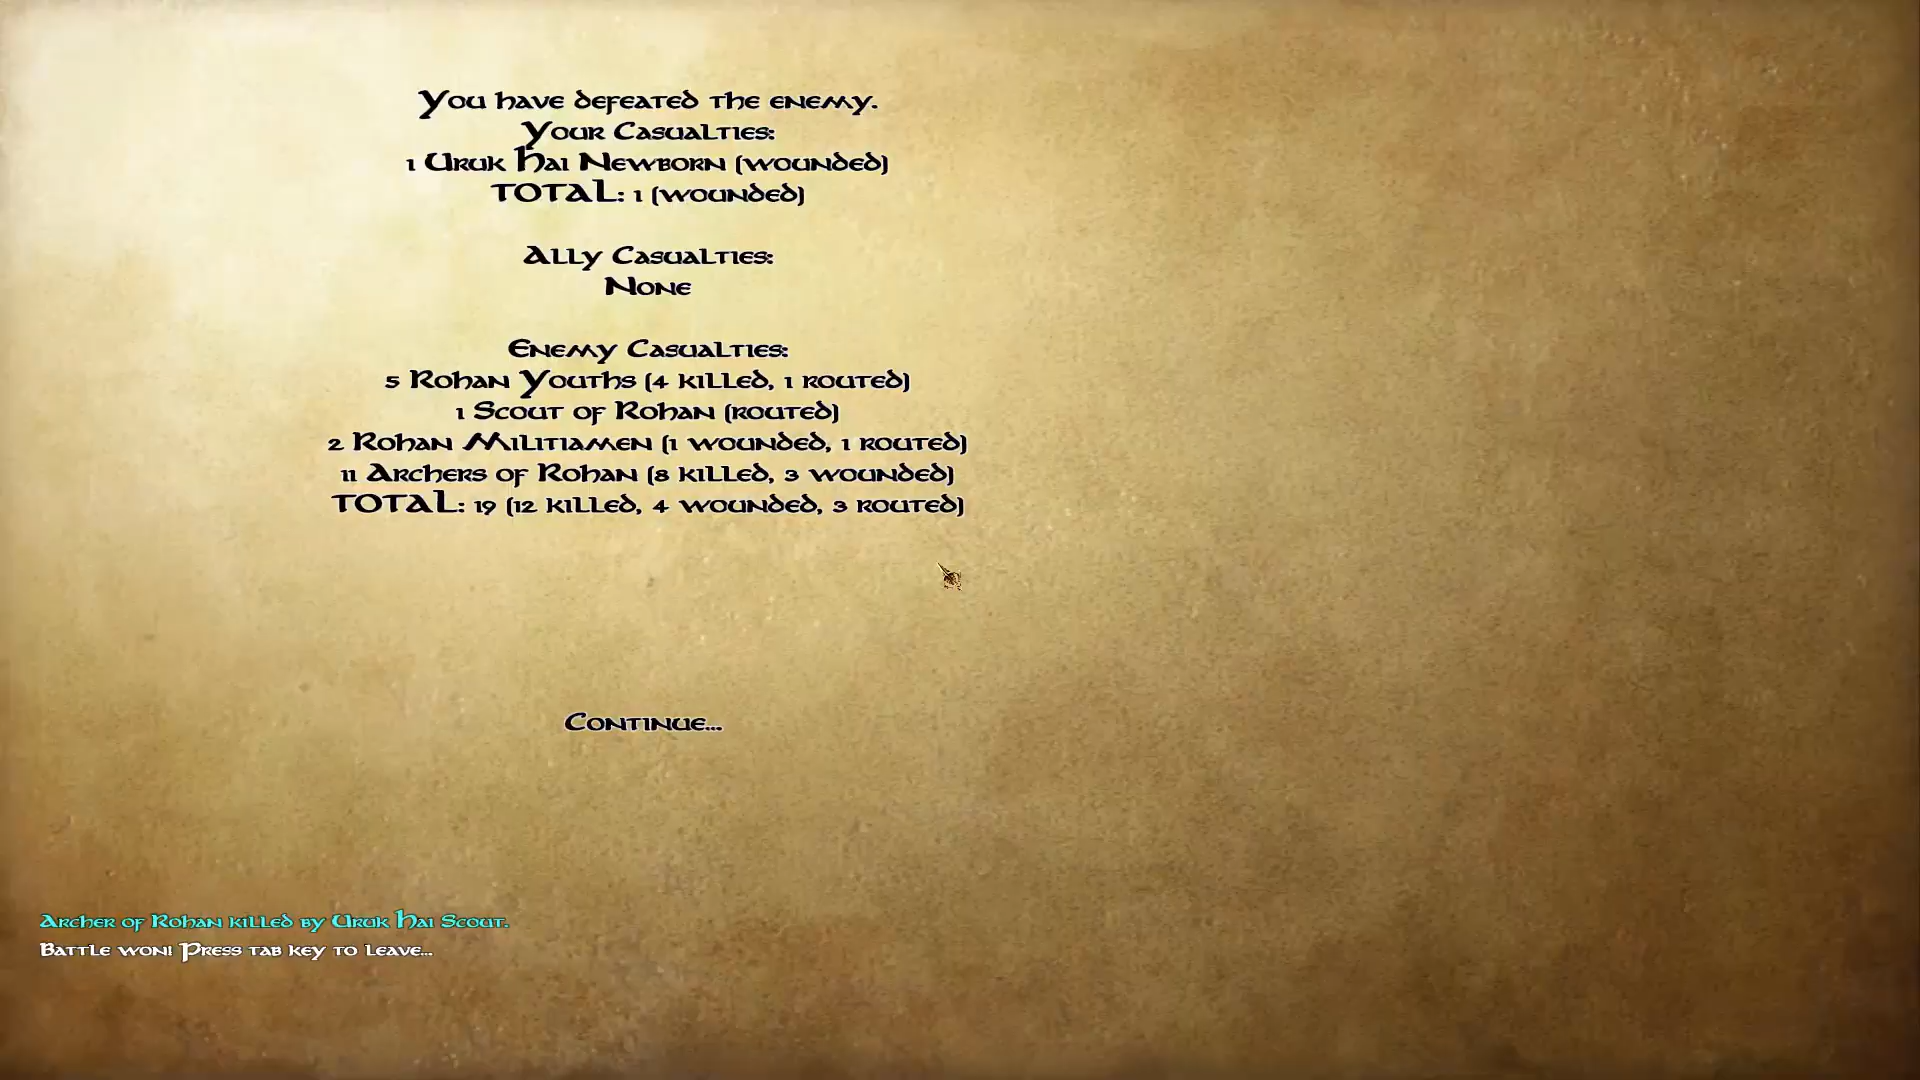 You have defeated the enemy.
Your Casualties:
1 Uruk Hai Newborn (wounded)
TOTAL: 1 (wounded)
Ally Casualties:
None
Enemy Casualties:
5 Rohan Youths (4 killed, 1 routed)
1 Scout of Rohan (routed)
2 Rohan Militiamen (1 wounded, 1 routed)
11 Archers of Rohan (8 killed, 3 wounded)
TOTAL: 19 (12 killed, 4 wounded, 3 routed)
Continue...
Archer of Rohan killed by Uruk Hai Scout.
Battle won! Press tab key to leave...